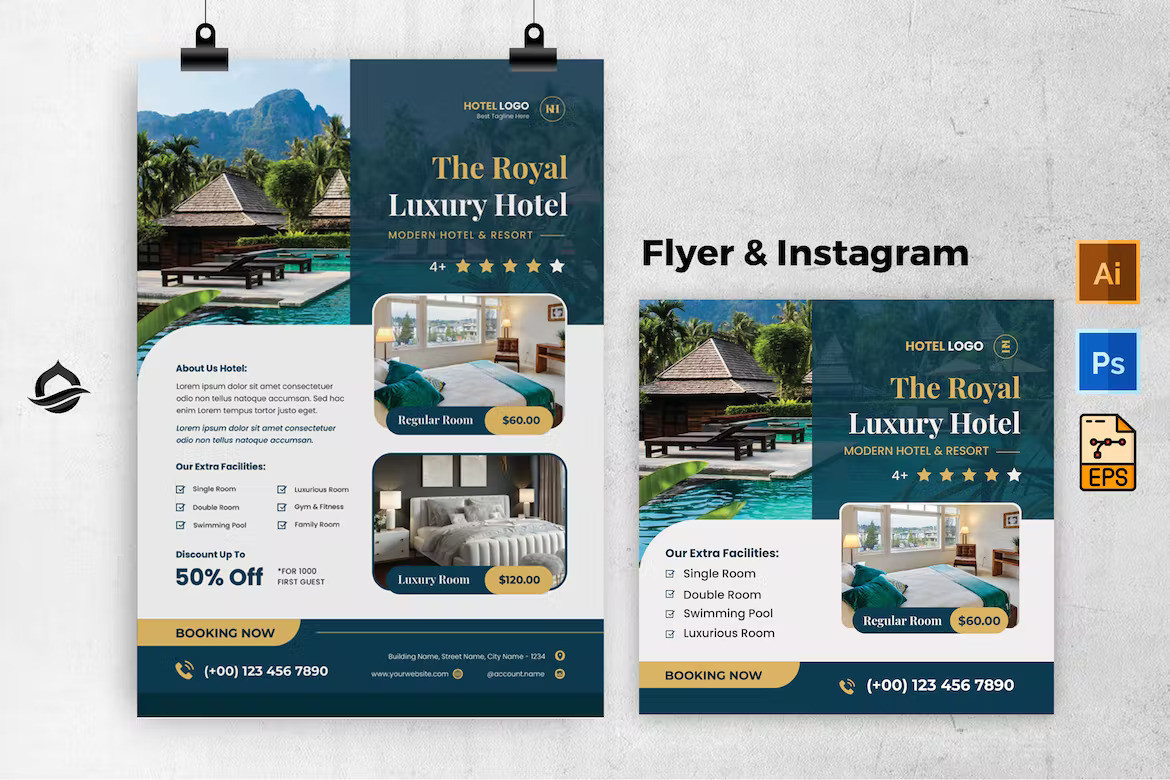 HOTEL LOGO
Best Tagline Here
The Royal
Luxury Hotel
MODERN HOTEL & RESORT
4+
About Us Hotel:
Lorem ipsum dolor sit amet consectetuer
odio non tellus natoque accumsan. Sed hac
enim Lorem tempus tortor justo eget.
Lorem ipsum dolor sit amet consectetuer
odio non tellus natoque accumsan.
Our Extra Facilities:
Single Room
Luxurious Room
Double Room
Gym & Fitness
Swimming Pool
Family Room
Discount Up To
50% Off
*FOR 1000
FIRST GUEST
Regular Room
$60.00
Luxury Room
$120.00
BOOKING NOW
(+00) 123 456 7890
Building Name, Street Name, City Name - 1234
www.yourwebsite.com
@account.name
Flyer & Instagram
HOTEL LOGO
The Royal
Luxury Hotel
MODERN HOTEL & RESORT
4+
Our Extra Facilities:
Single Room
Double Room
Swimming Pool
Luxurious Room
Regular Room
$60.00
BOOKING NOW
(+00) 123 456 7890
Ai
Ps
EPS